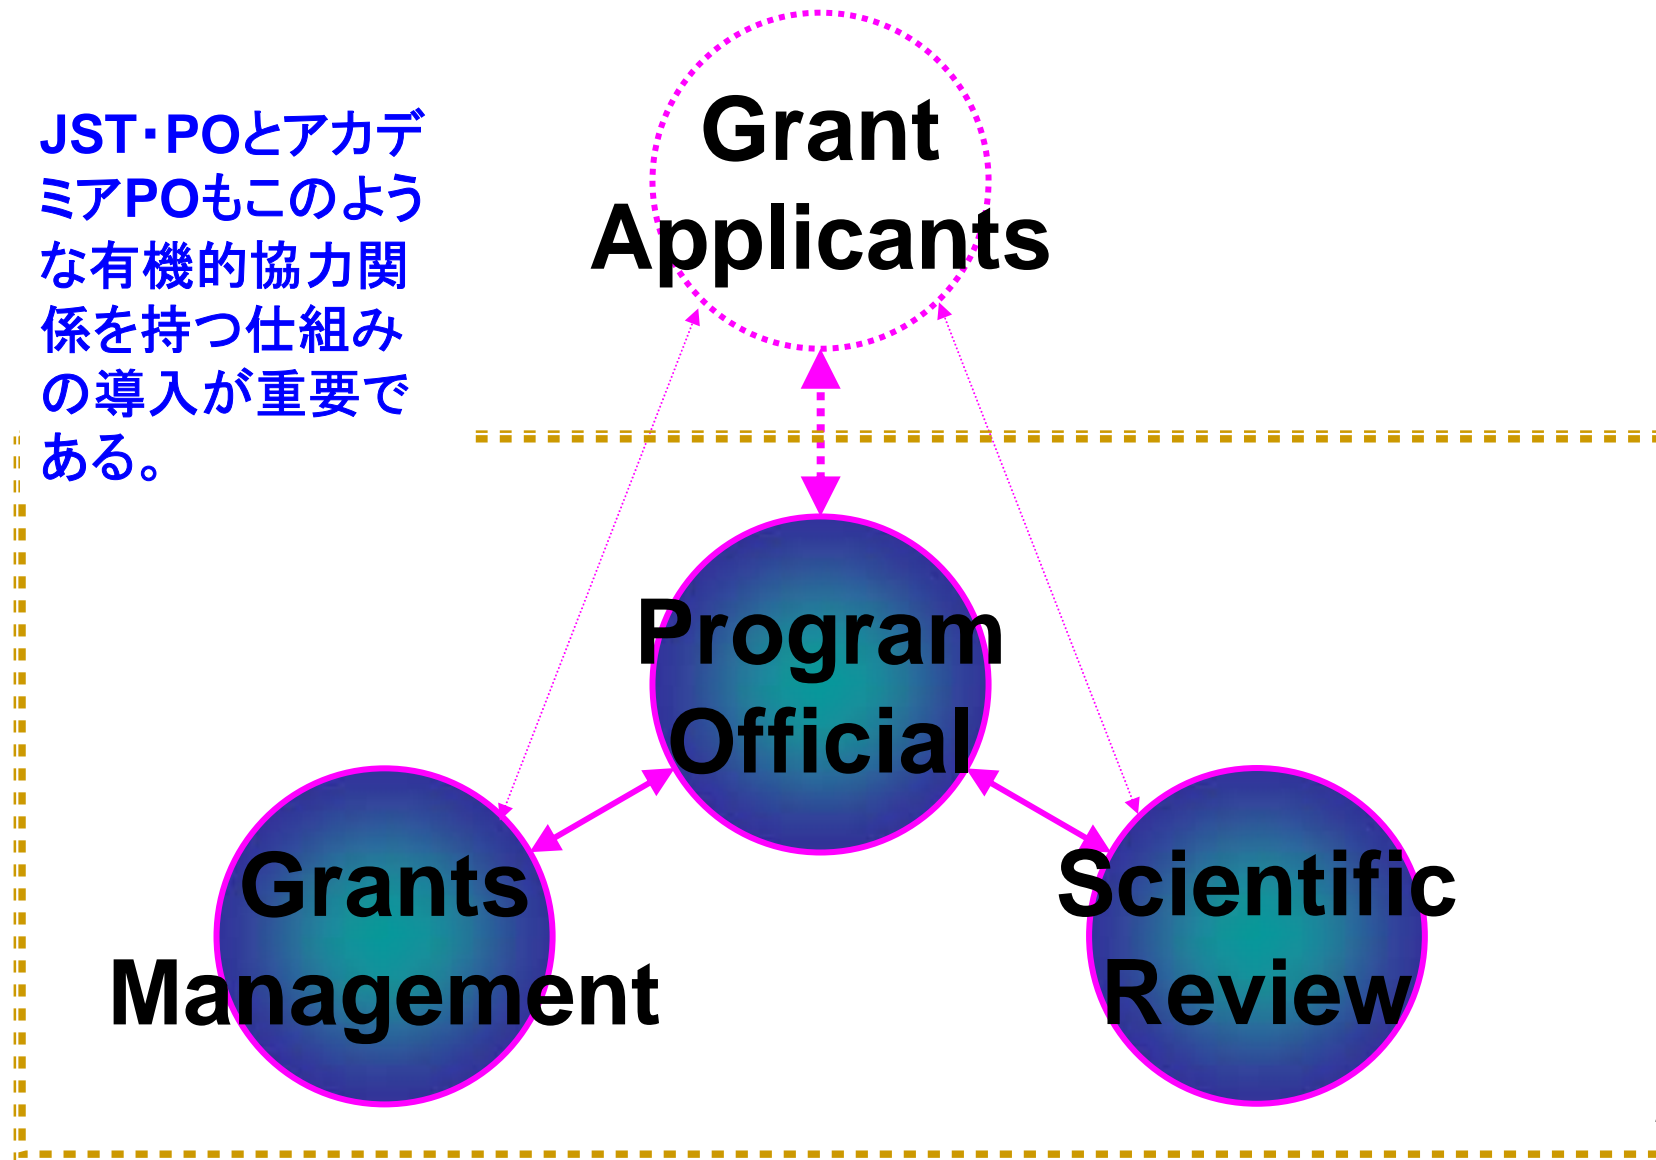 JST・POとアカデ
ミアPOもこのよう
な有機的協力関
係を持つ仕組み
の導入が重要で
ある。
Grant
Applicants
Program
Official
Grants
Management
Scientific
Review